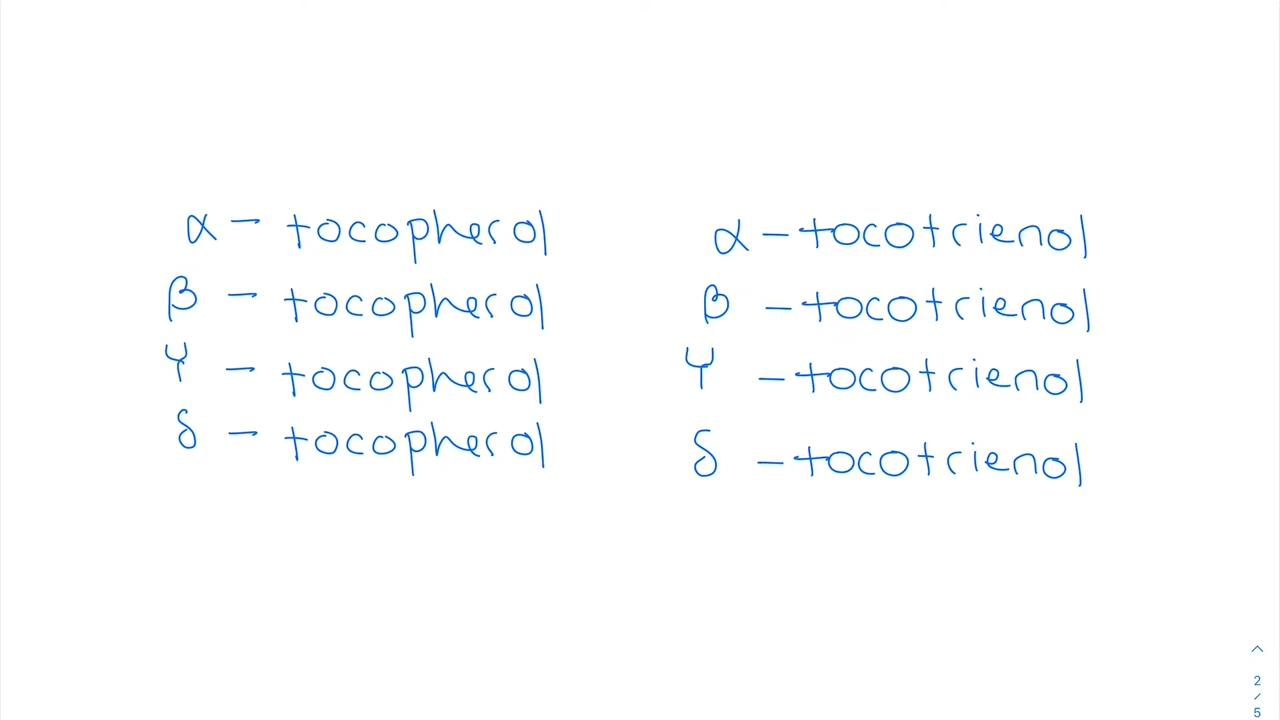 α – tocopherol
β – tocopherol
γ – tocopherol
δ – tocopherol
α – tocotrienol
β – tocotrienol
γ – tocotrienol
δ – tocotrienol
2
/
5